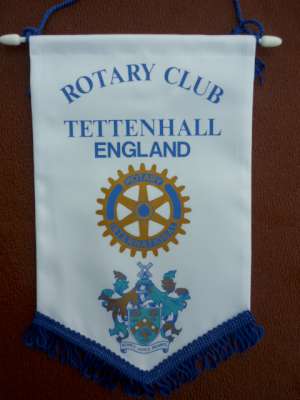 ROTARY CLUB
TETTENHALL
ENGLAND
ROTARY
INTERNATIONAL